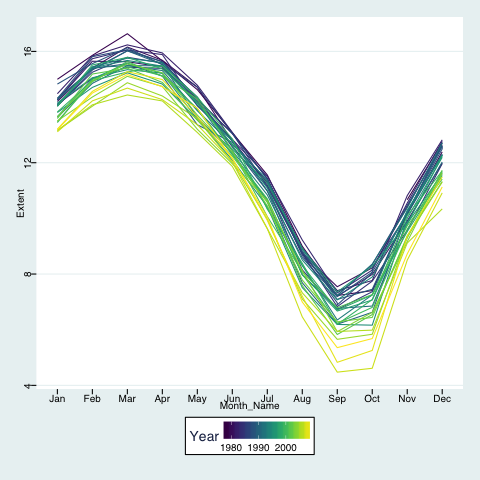 16
12
8
4
Extent
Jan Feb Mar Apr May Jun Jul Aug Sep Oct Nov Dec
Month_Name
Year
1980 1990 2000